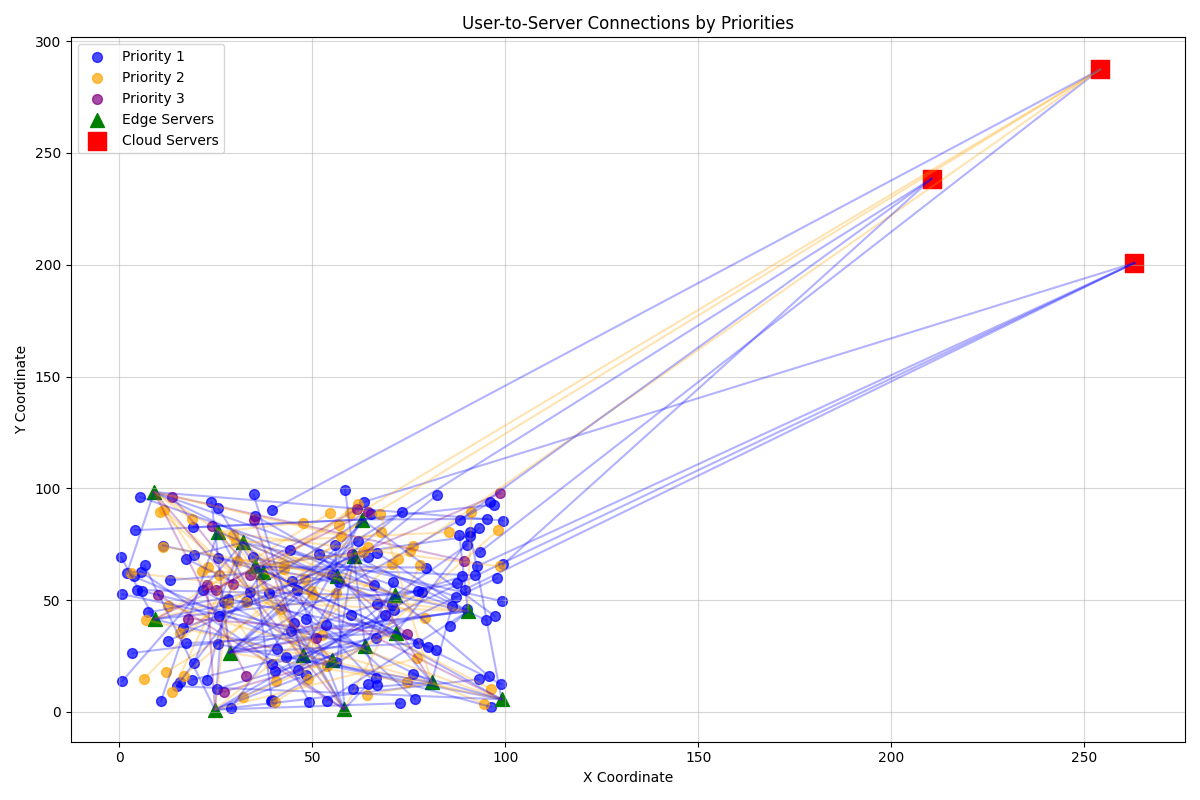 User-to-Server Connections by Priorities
Priority 1
Priority 2
Priority 3
Edge Servers
Cloud Servers
Y Coordinate
300
250
200
150
100
50
0
0 50 100 150 200 250
X Coordinate